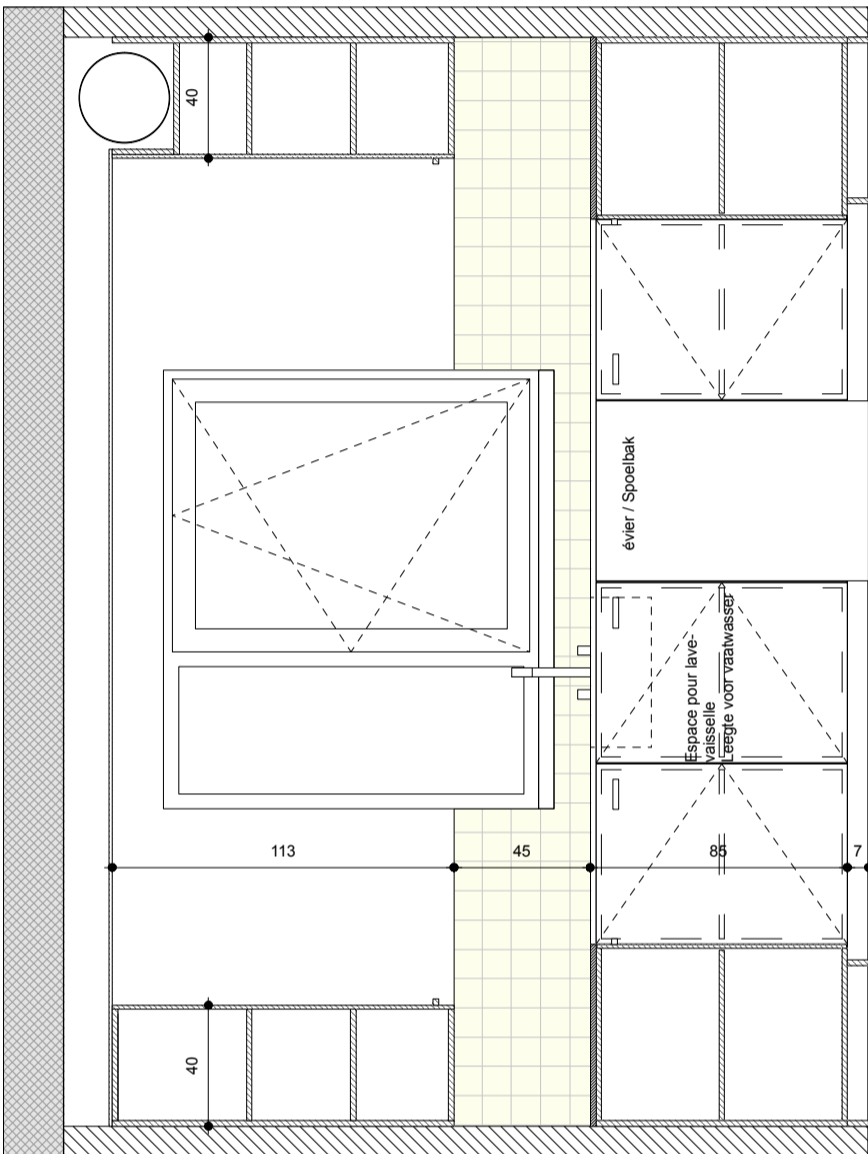 40
113
45
85
7
40
évier / Spoelbak
Espace pour lave-
vaisselle
Leegte voor vaatwasser